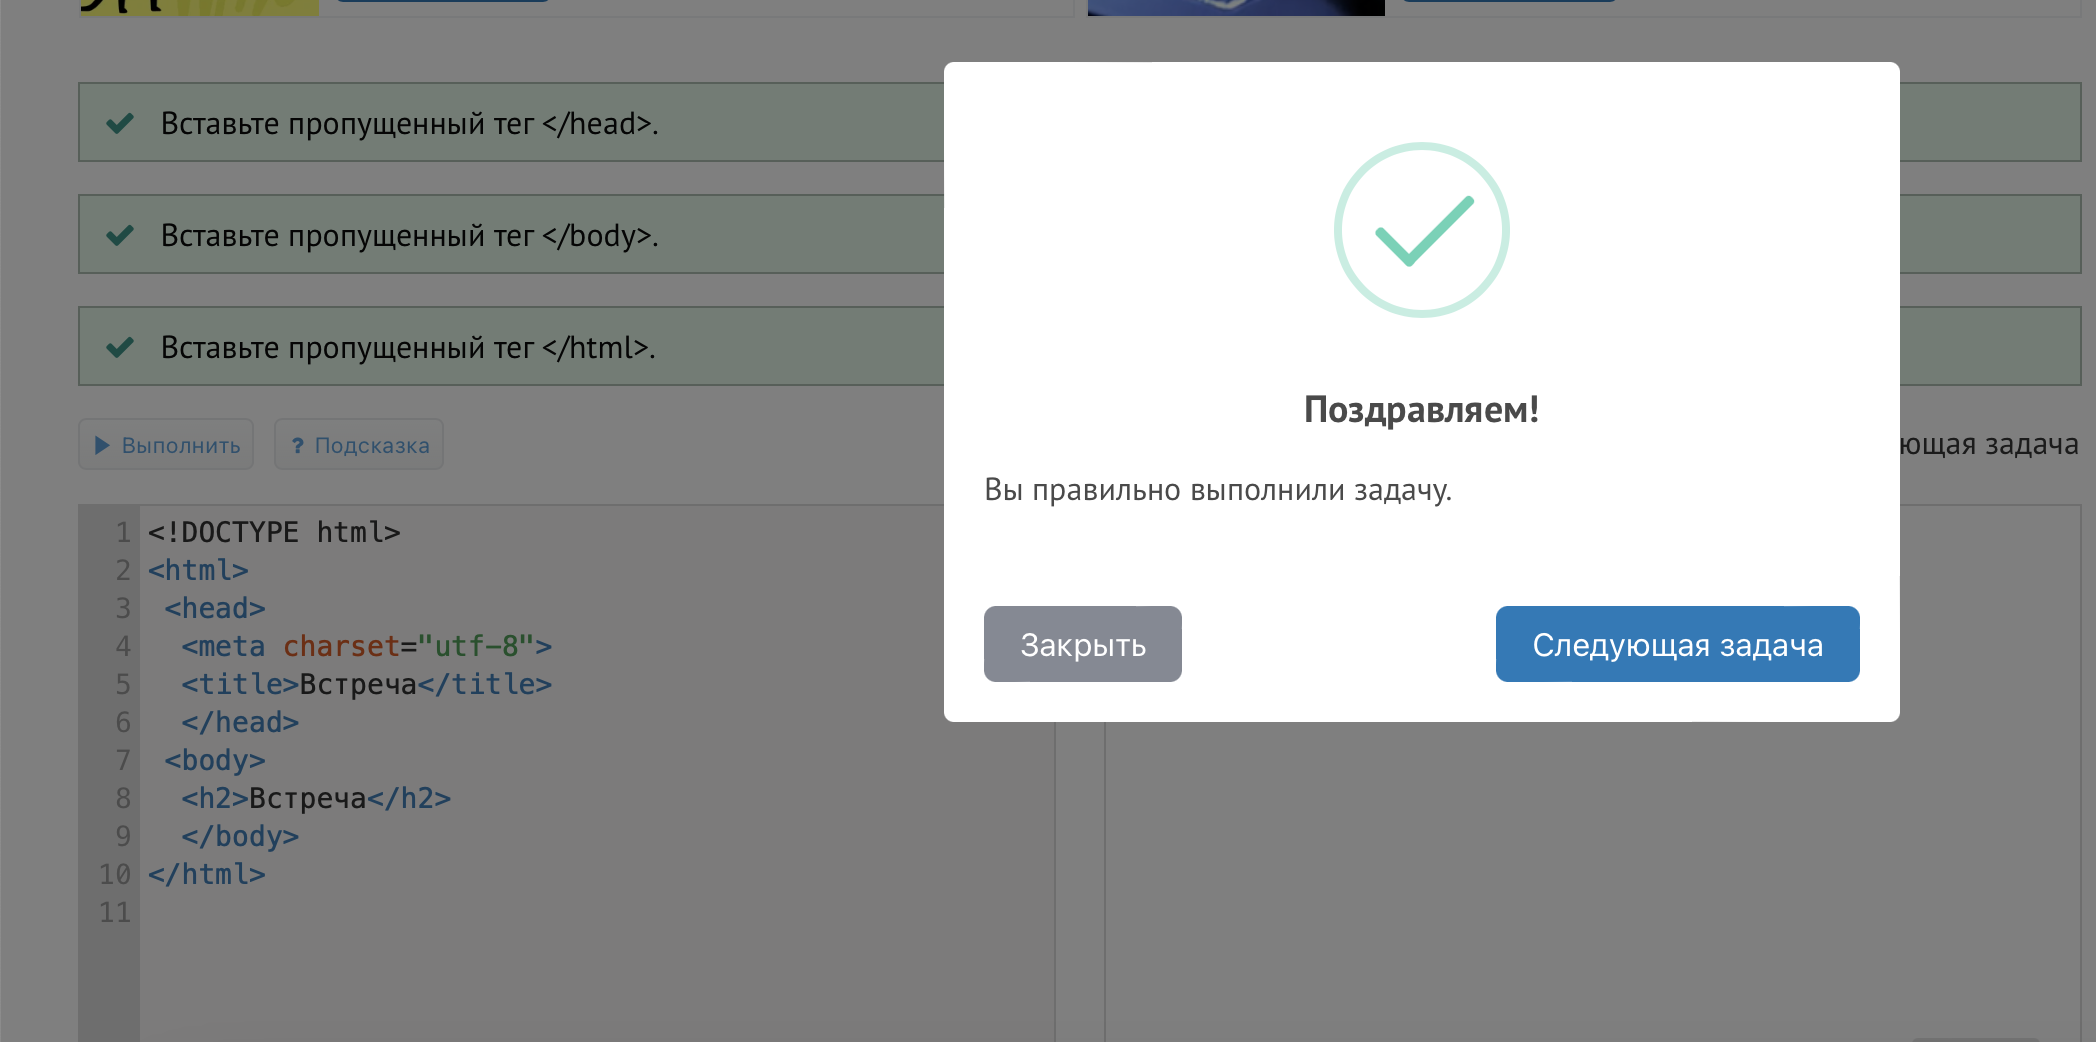 Вставьте пропущенный тег </head>.
Вставьте пропущенный тег </body>.
Вставьте пропущенный тег </html>.
Поздравляем!
Вы правильно выполнили задачу.
Закрыть
Следующая задача
Выполнить
? Подсказка
задача
1 <!DOCTYPE html>
2 <html>
3 <head>
4 <meta charset="utf-8">
5 <title>Встреча</title>
6 </head>
7 <body>
8 <h2>Встреча</h2>
9 </body>
10 </html>
11